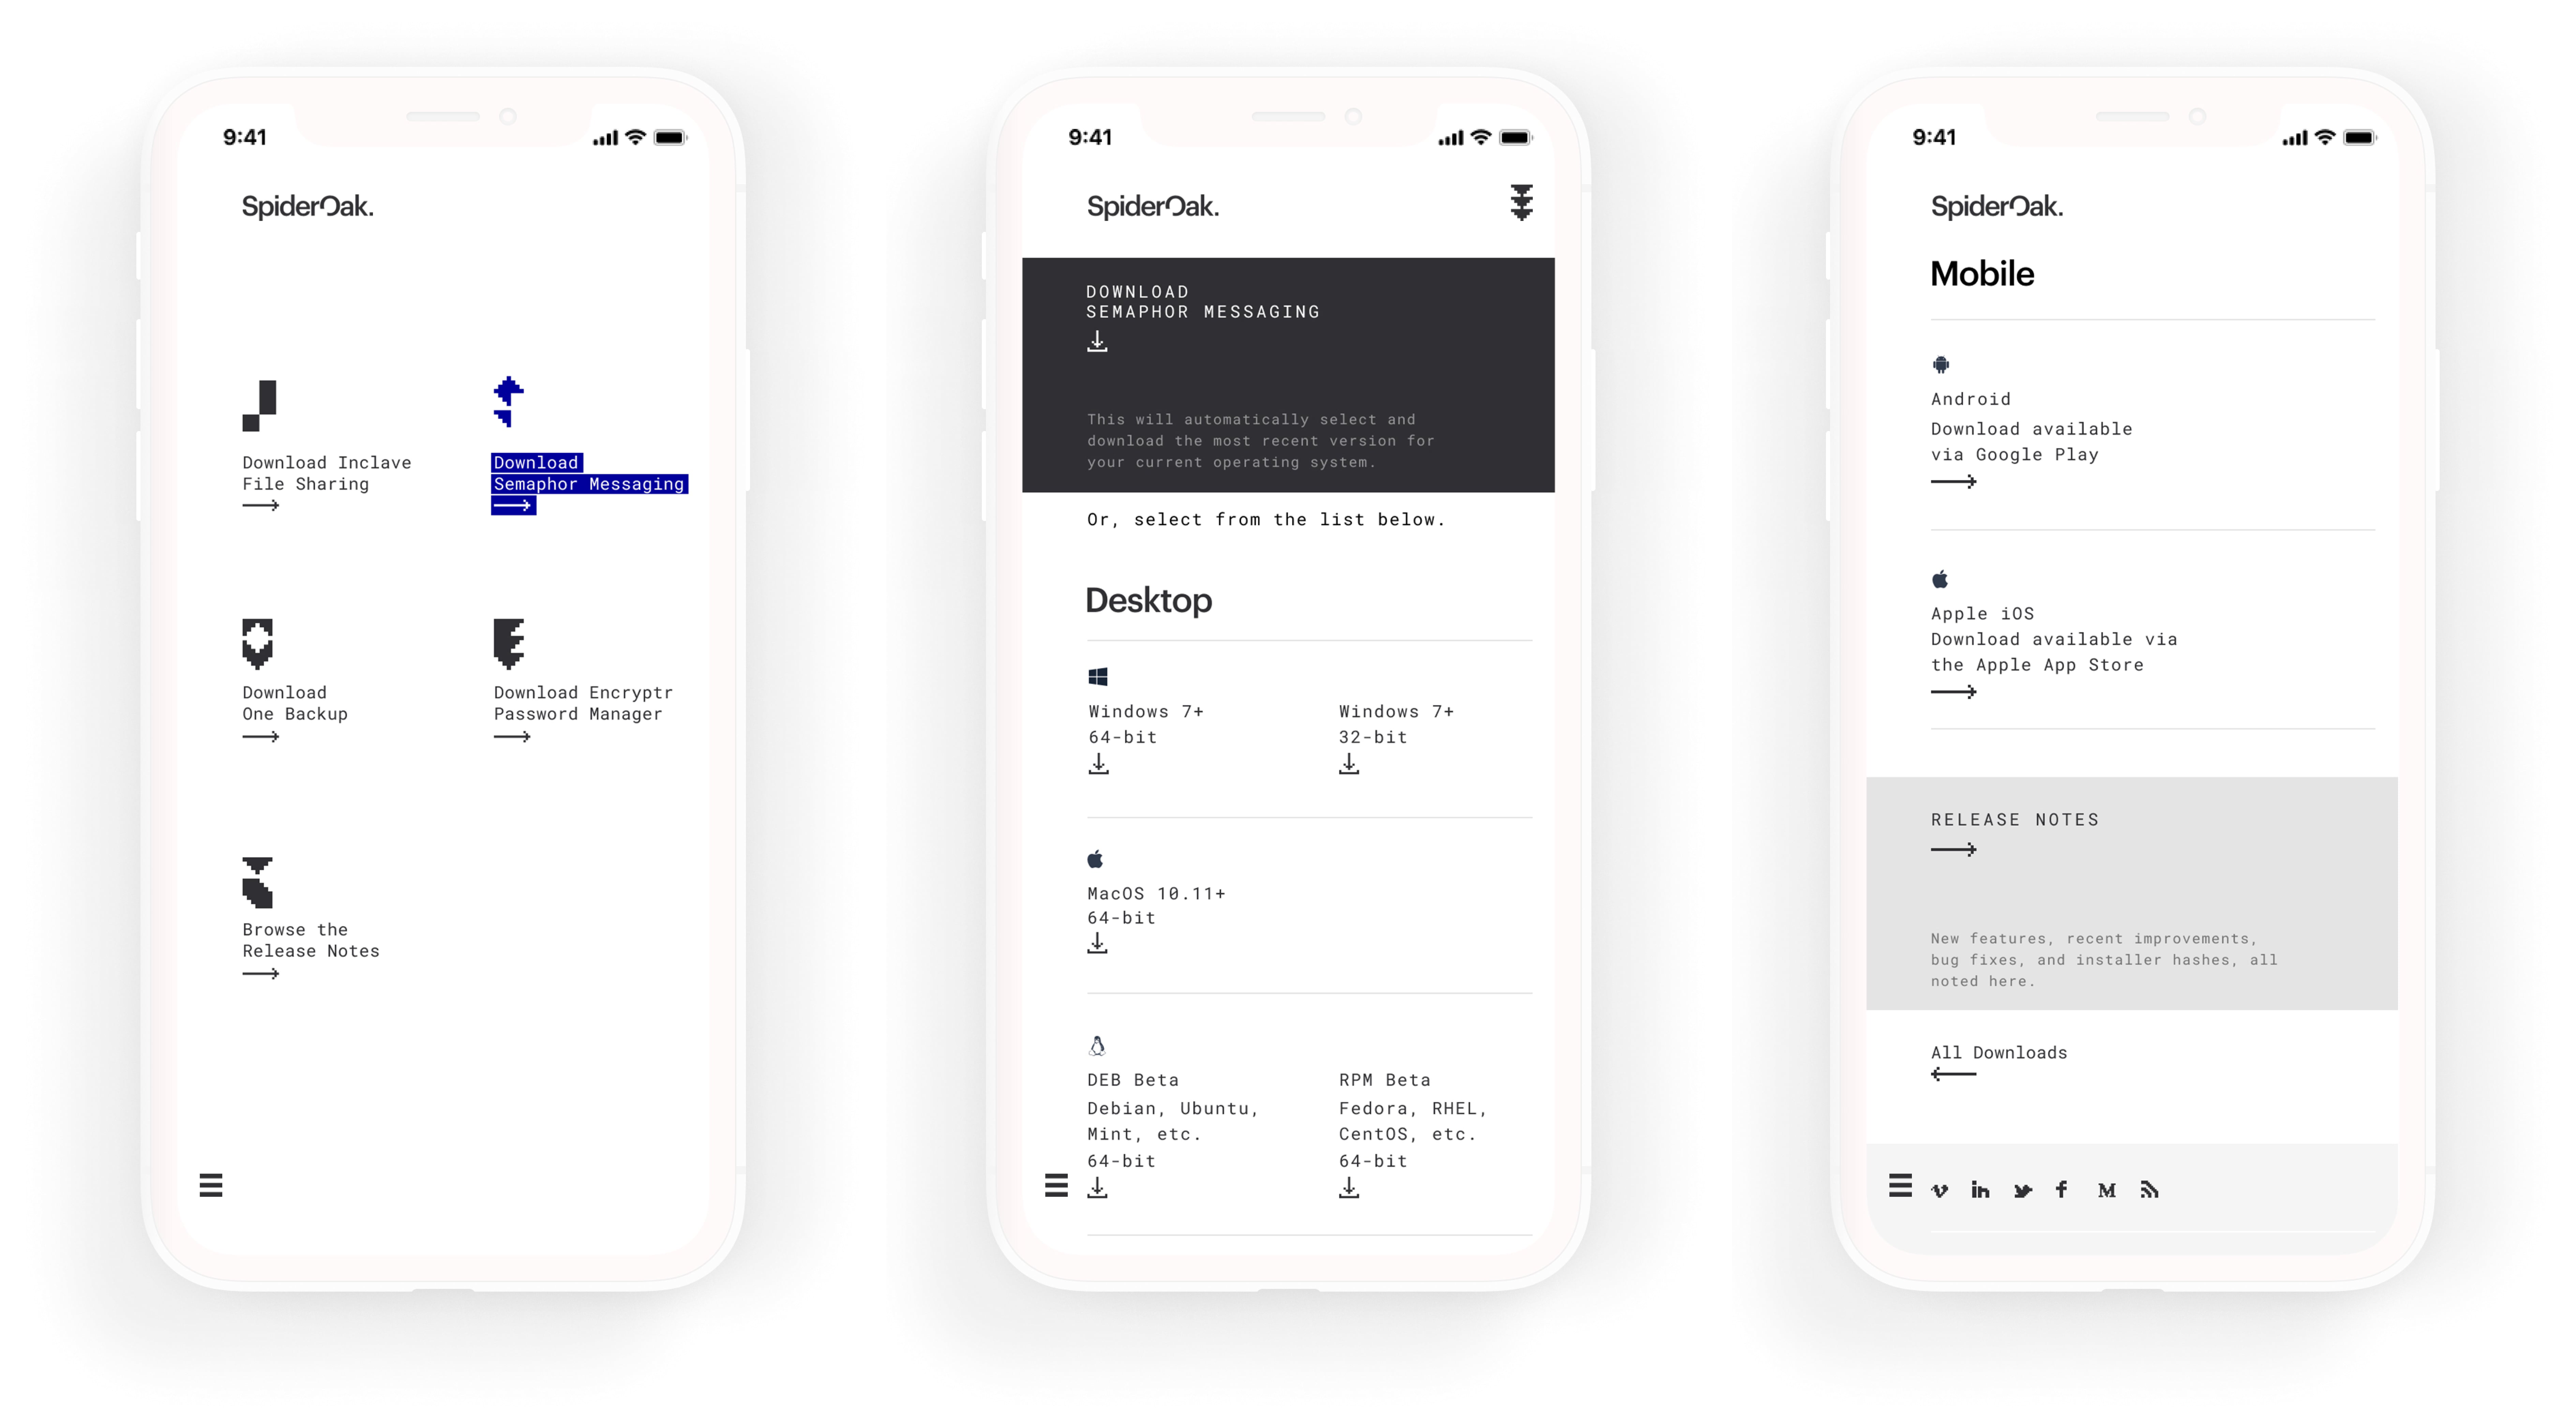 9:41
SpiderOak.
Download Inclave
File Sharing
Download
Semaphor Messaging
Download
One Backup
Download Encryptr
Password Manager
Browse the
Release Notes
9:41
SpiderOak.
DOWNLOAD
SEMAPHOR MESSAGING
This will automatically select and
download the most recent version for
your current operating system.
Or, select from the list below.
Desktop
Windows 7+
64-bit
Windows 7+
32-bit
MacOS 10.11+
64-bit
DEB Beta
Debian, Ubuntu,
Mint, etc.
64-bit
RPM Beta
Fedora, RHEL,
CentOS, etc.
64-bit
9:41
SpiderOak.
Mobile
Android
Download available
via Google Play
Apple iOS
Download available via
the Apple App Store
RELEASE NOTES
New features, recent improvements,
bug fixes, and installer hashes, all
noted here.
All Downloads